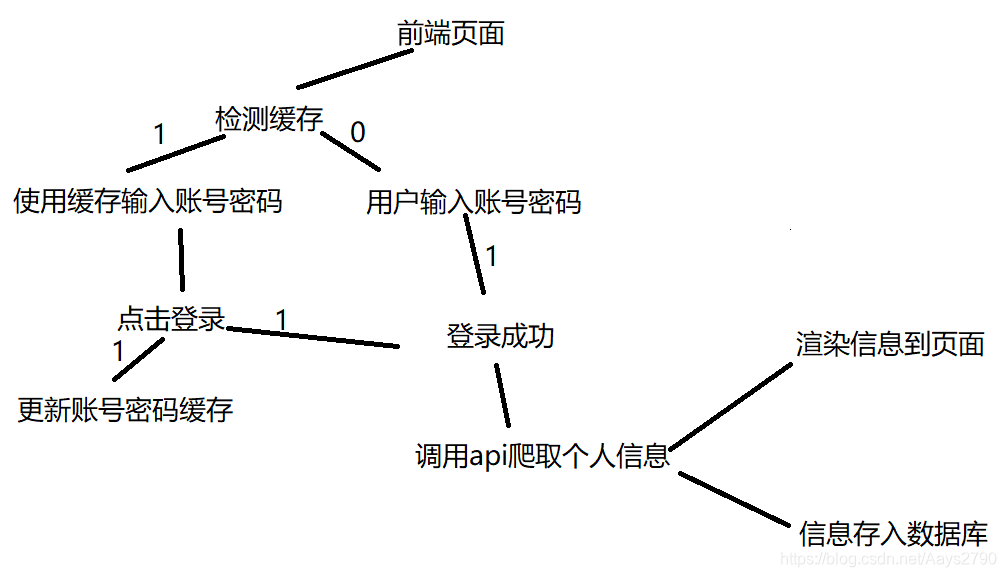 前端页面
检测缓存
1
0
使用缓存输入账号密码
用户输入账号密码
1
点击登录
1
登录成功
渲染信息到页面
1
更新账号密码缓存
调用api爬取个人信息
信息存入数据库
https://blog.csdn.net/Aays2790